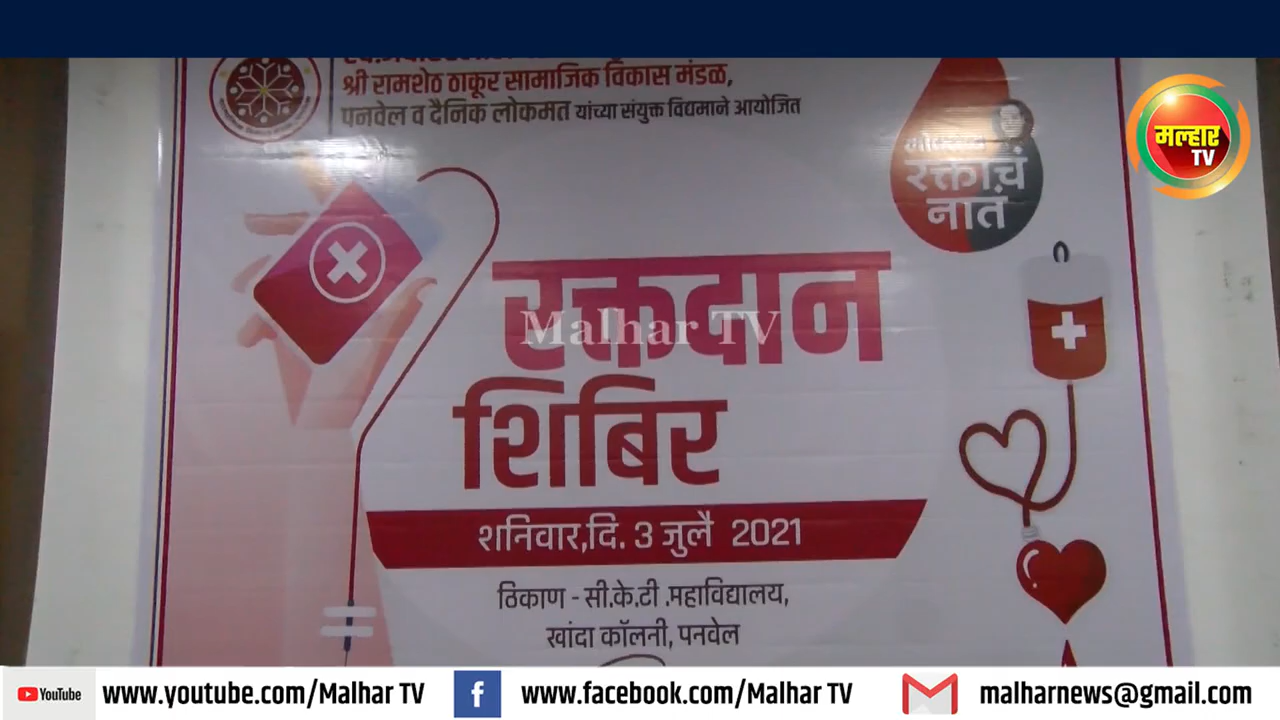 श्री रामशेठ ठाकूर सामाजिक विकास मंडळ,
पनवेल व दैनिक लोकमत यांच्या संयुक्त विद्यमाने आयोजित
मल्हार
TV
रक्ताचं
नातं
रक्तदान
Malhar TV
शिबिर
शनिवार,दि. 3 जुलै 2021
ठिकाण - सी.के.टी .महाविद्यालय,
खांदा कॉलनी, पनवेल
YouTube www.youtube.com/Malhar TV f www.facebook.com/Malhar TV malharnews@gmail.com